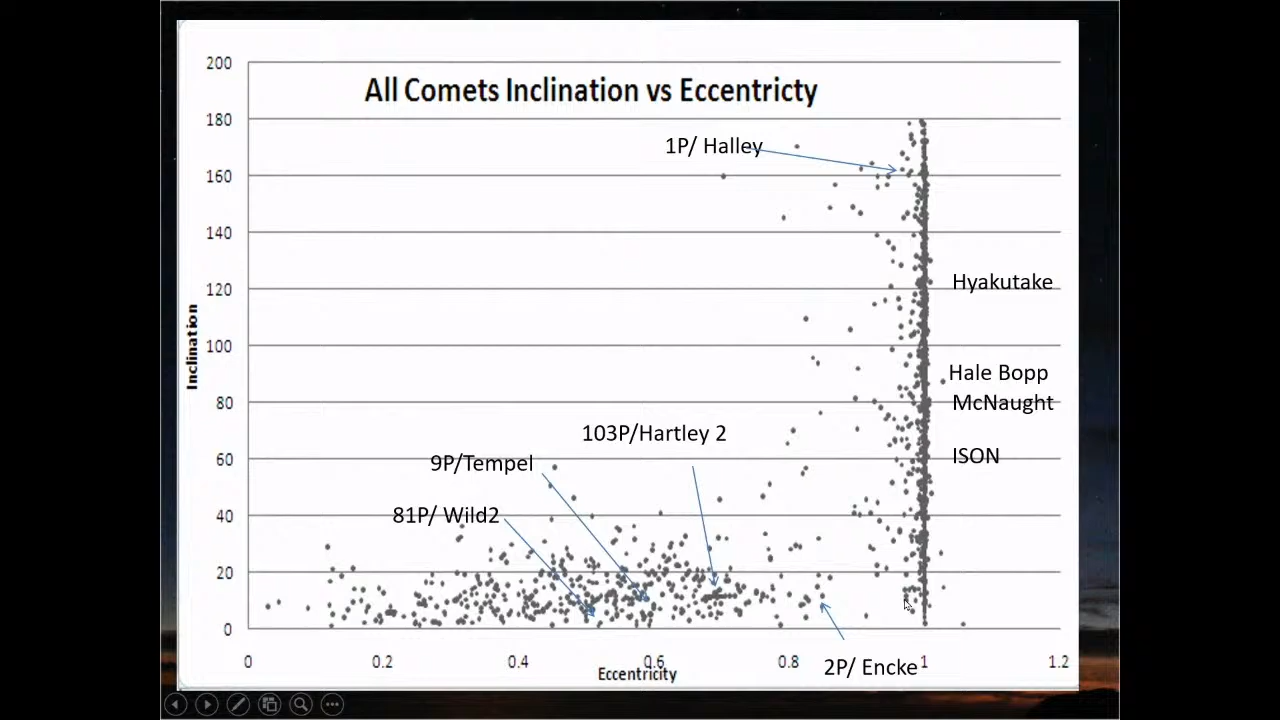 All Comets Inclination vs Eccentricty
200
180
160
140
120
100
80
60
40
20
0
Inclination
1P/ Halley
Hyakutake
Hale Bopp
McNaught
103P/Hartley 2
9P/Tempel
ISON
81P/ Wild2
2P/ Encke
0 0.2 0.4 0.6 0.8 1 1.2
Eccentricity